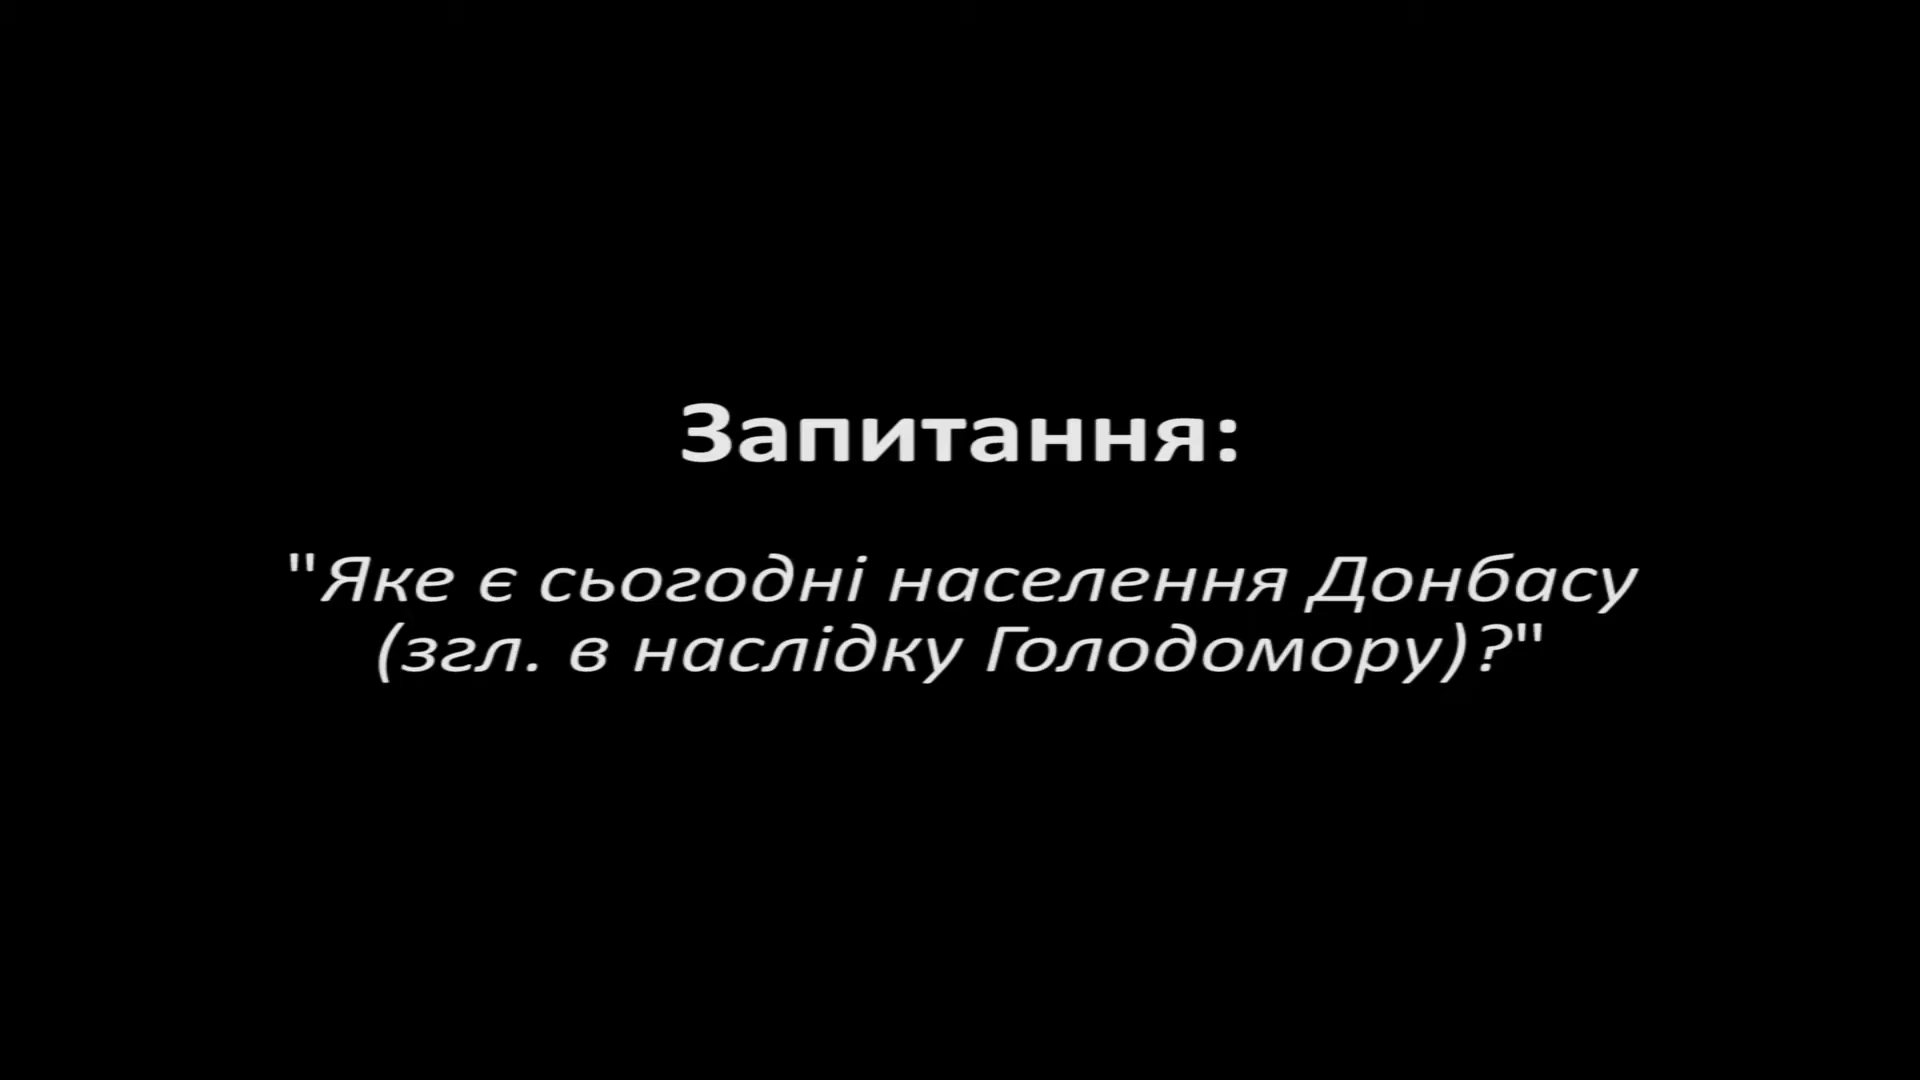 Запитання:
"Яке є сьогодні населення Донбасу
(згл. в наслідку Голодомору)?"